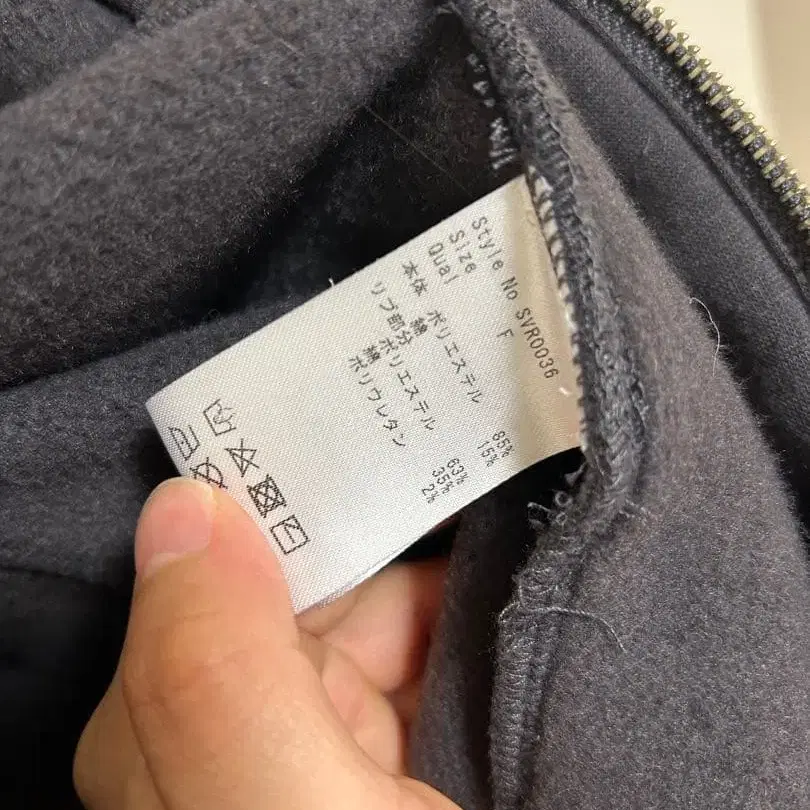 Style No SVR0036
Size F
Qual
本体 ポリエステル 85%
綿 15%
リブ部分 ポリエステル 63%
綿 35%
ポリウレタン 2%